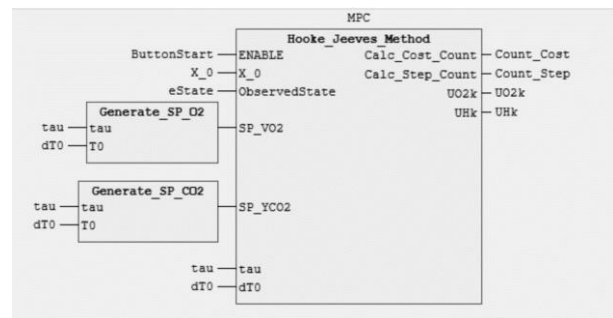 MPC
Hooke_Jeeves_Method
ButtonStart ENABLE Calc_Cost_Count Count_Cost
X_0 X_0 Calc_Step_Count Count_Step
eState ObservedState UO2k UO2k
Generate_SP_O2 UHk UHk
tau tau SP_VO2
dT0 T0
Generate_SP_CO2
tau tau SP_YCO2
dT0 T0
tau tau
dT0 dT0